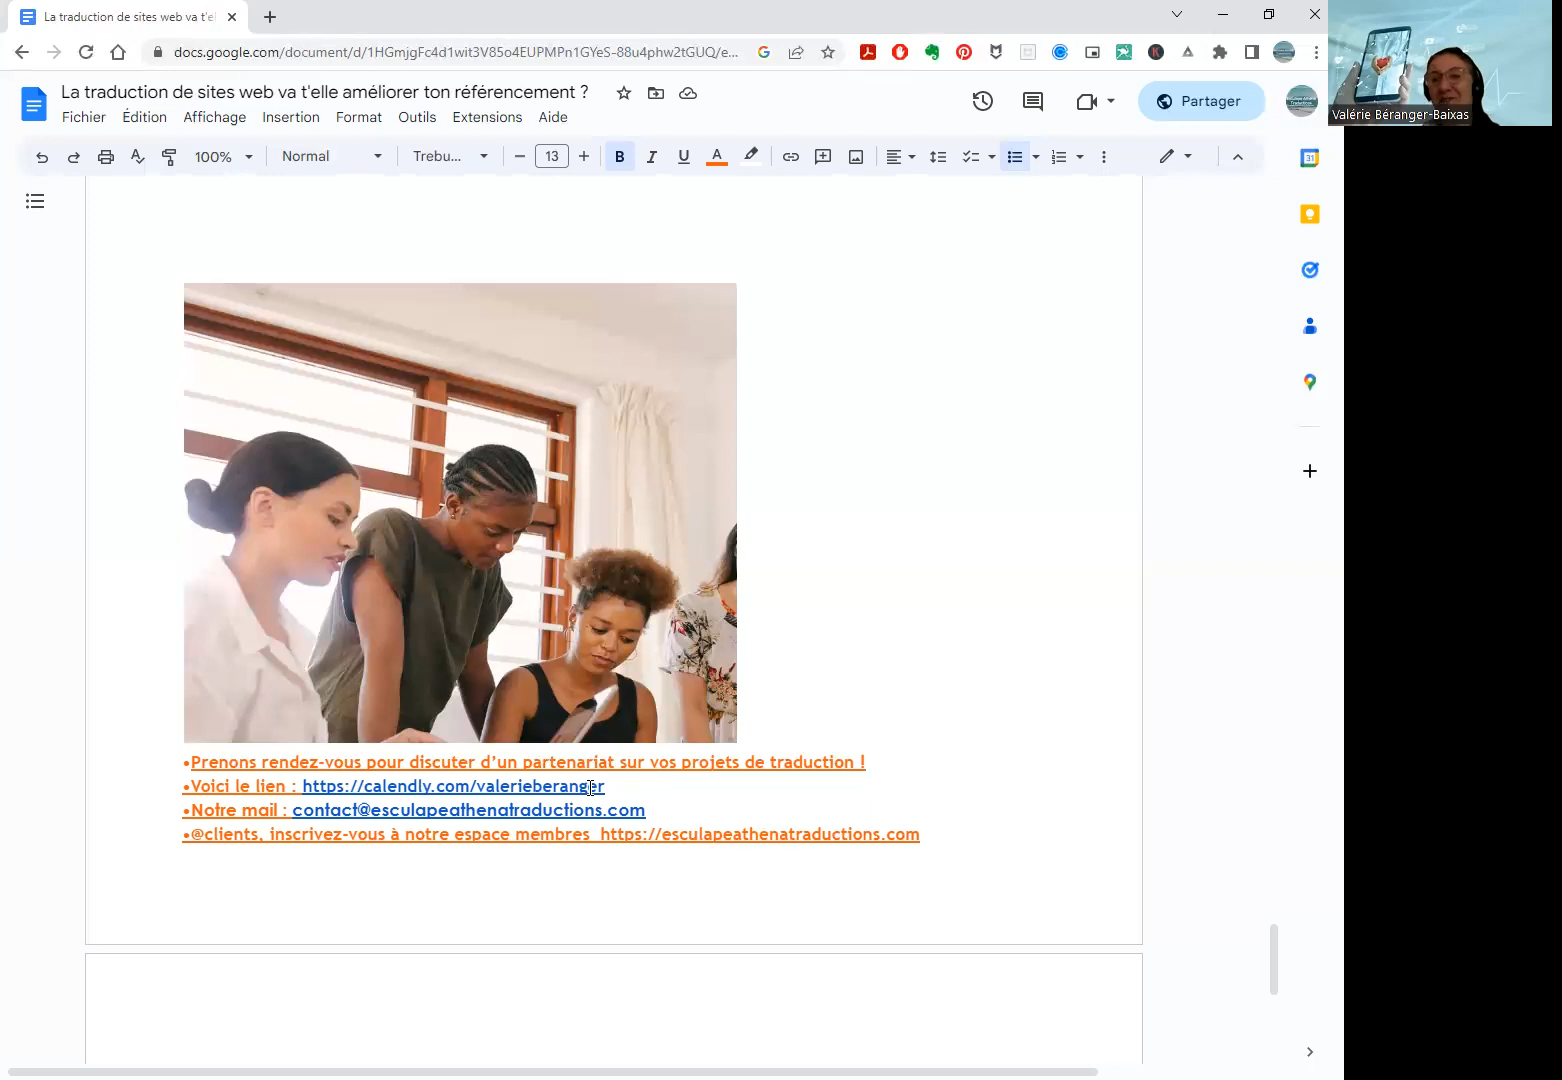 La traduction de sites web va t'el
docs.google.com/document/d/1HGmjgFc4d1wit3V85o4EUPMPn1GYeS-88u4phw2tGUQ/e...
La traduction de sites web va t'elle améliorer ton référencement ?
Partager
Valérie Béranger-Baixas
Fichier Édition Affichage Insertion Format Outils Extensions Aide
100% Normal Trebu... 13 B I U A
31
•Prenons rendez-vous pour discuter d’un partenariat sur vos projets de traduction !
•Voici le lien : https://calendly.com/valerieberanger
•Notre mail : contact@esculapeathenatraductions.com
•@clients, inscrivez-vous à notre espace membres  https://esculapeathenatraductions.com